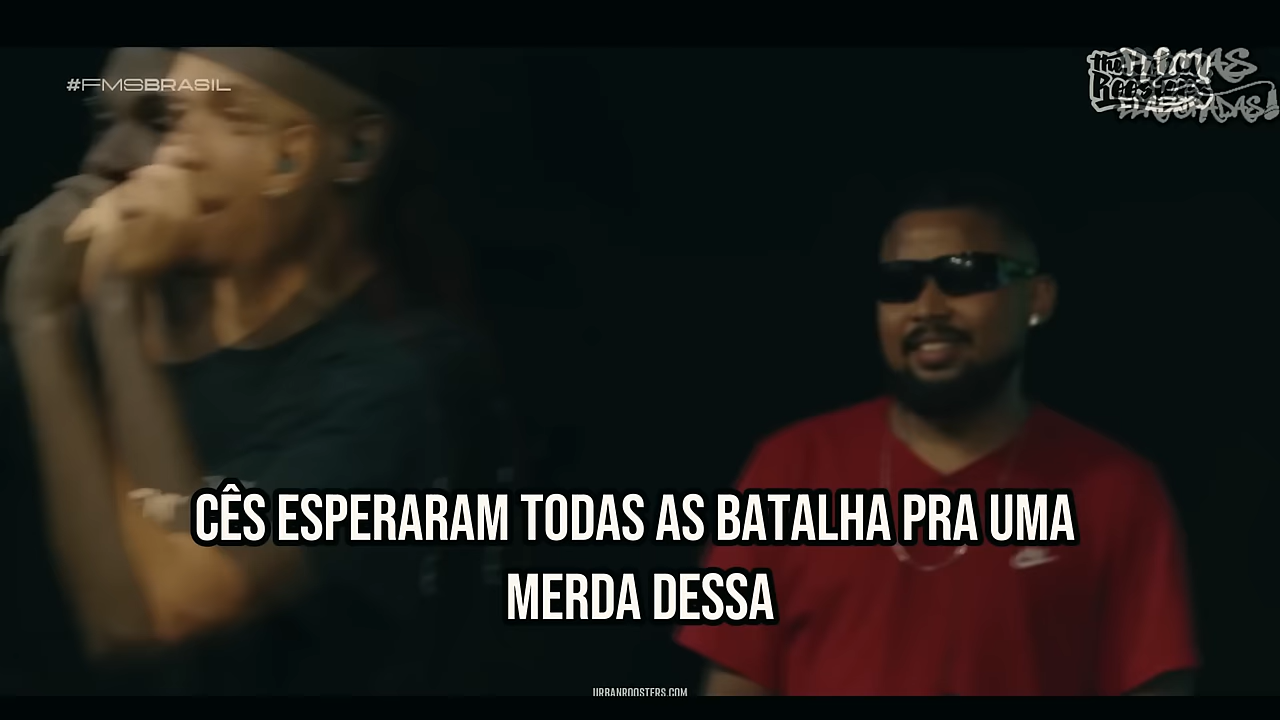 #FMSBRASIL
CÊS ESPERARAM TODAS AS BATALHA PRA UMA
MERDA DESSA
URBANROOSTERS.COM